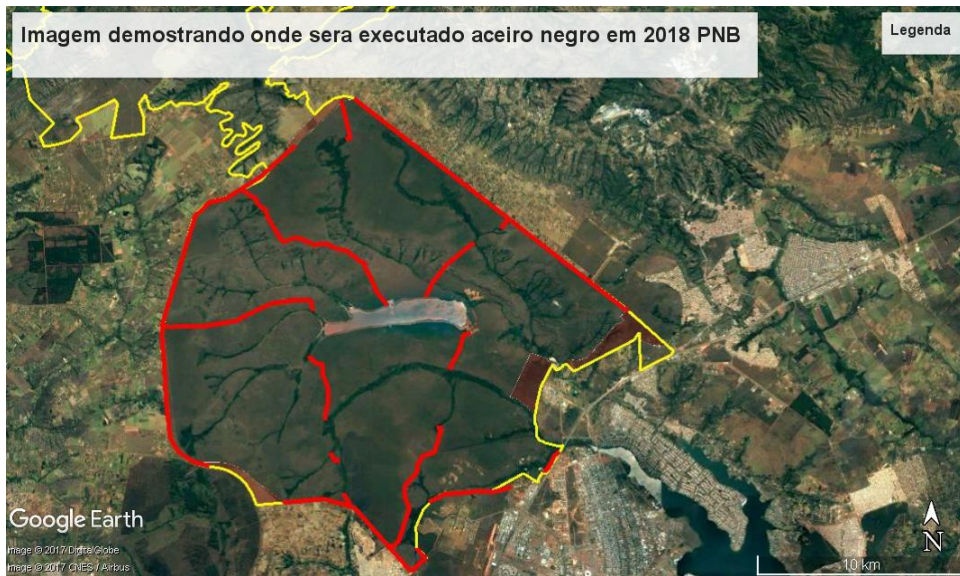 Imagem demostrando onde sera executado aceiro negro em 2018 PNB
Legenda
Google Earth
Image © 2017 DigitalGlobe
Image © 2017 CNES / Airbus
N
10 km